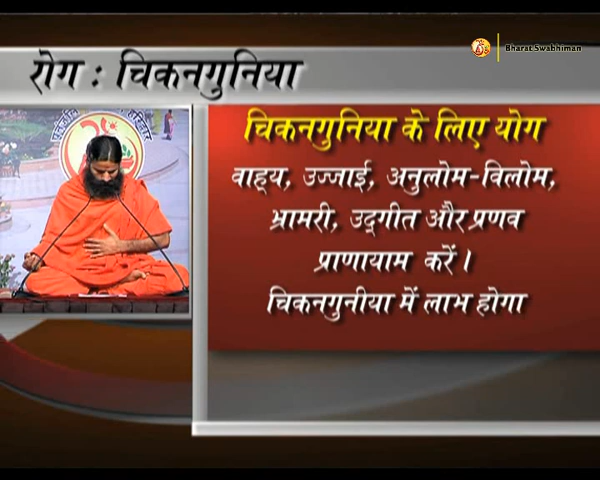 Bharat Swabhiman
रोग : चिकनगुनिया
चिकनगुनिया के लिए योग
वाह्य, उज्जाई, अनुलोम-विलोम,
भ्रामरी, उद्गीत और प्रणव
प्राणायाम करें ।
चिकनगुनीया में लाभ होगा